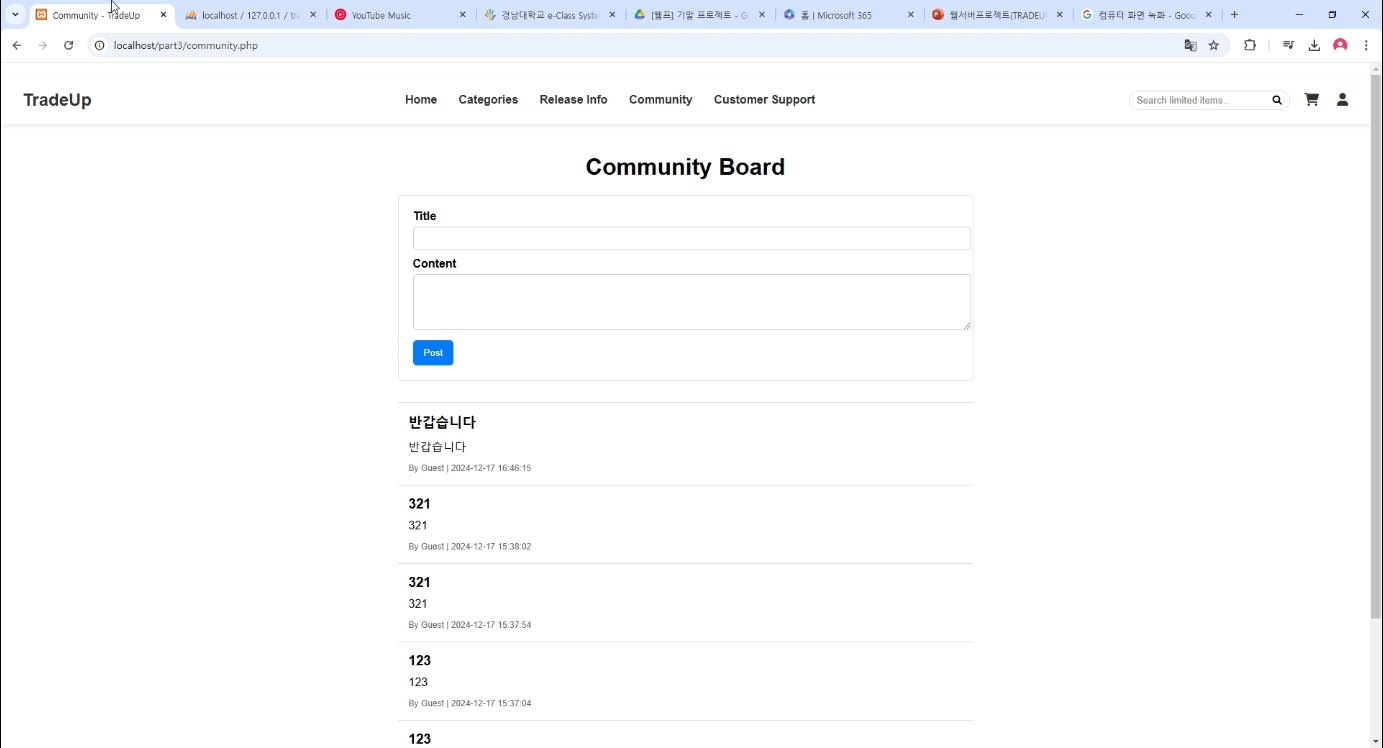 Community - TradeUp
localhost / 127.0.0.1 / tra
YouTube Music
경남대학교 e-Class Syste
[웹프] 기말 프로젝트 -
홈 | Microsoft 365
웹서버프로젝트(TRADEU
컴퓨터 화면 녹화 - Goog
localhost/part3/community.php
TradeUp
Home
Categories
Release Info
Community
Customer Support
Search limited items...
Community Board
Title
Content
Post
반갑습니다
반갑습니다
By Guest | 2024-12-17 16:46:15
321
321
By Guest | 2024-12-17 15:38:02
321
321
By Guest | 2024-12-17 15:37:54
123
123
By Guest | 2024-12-17 15:37:04
123